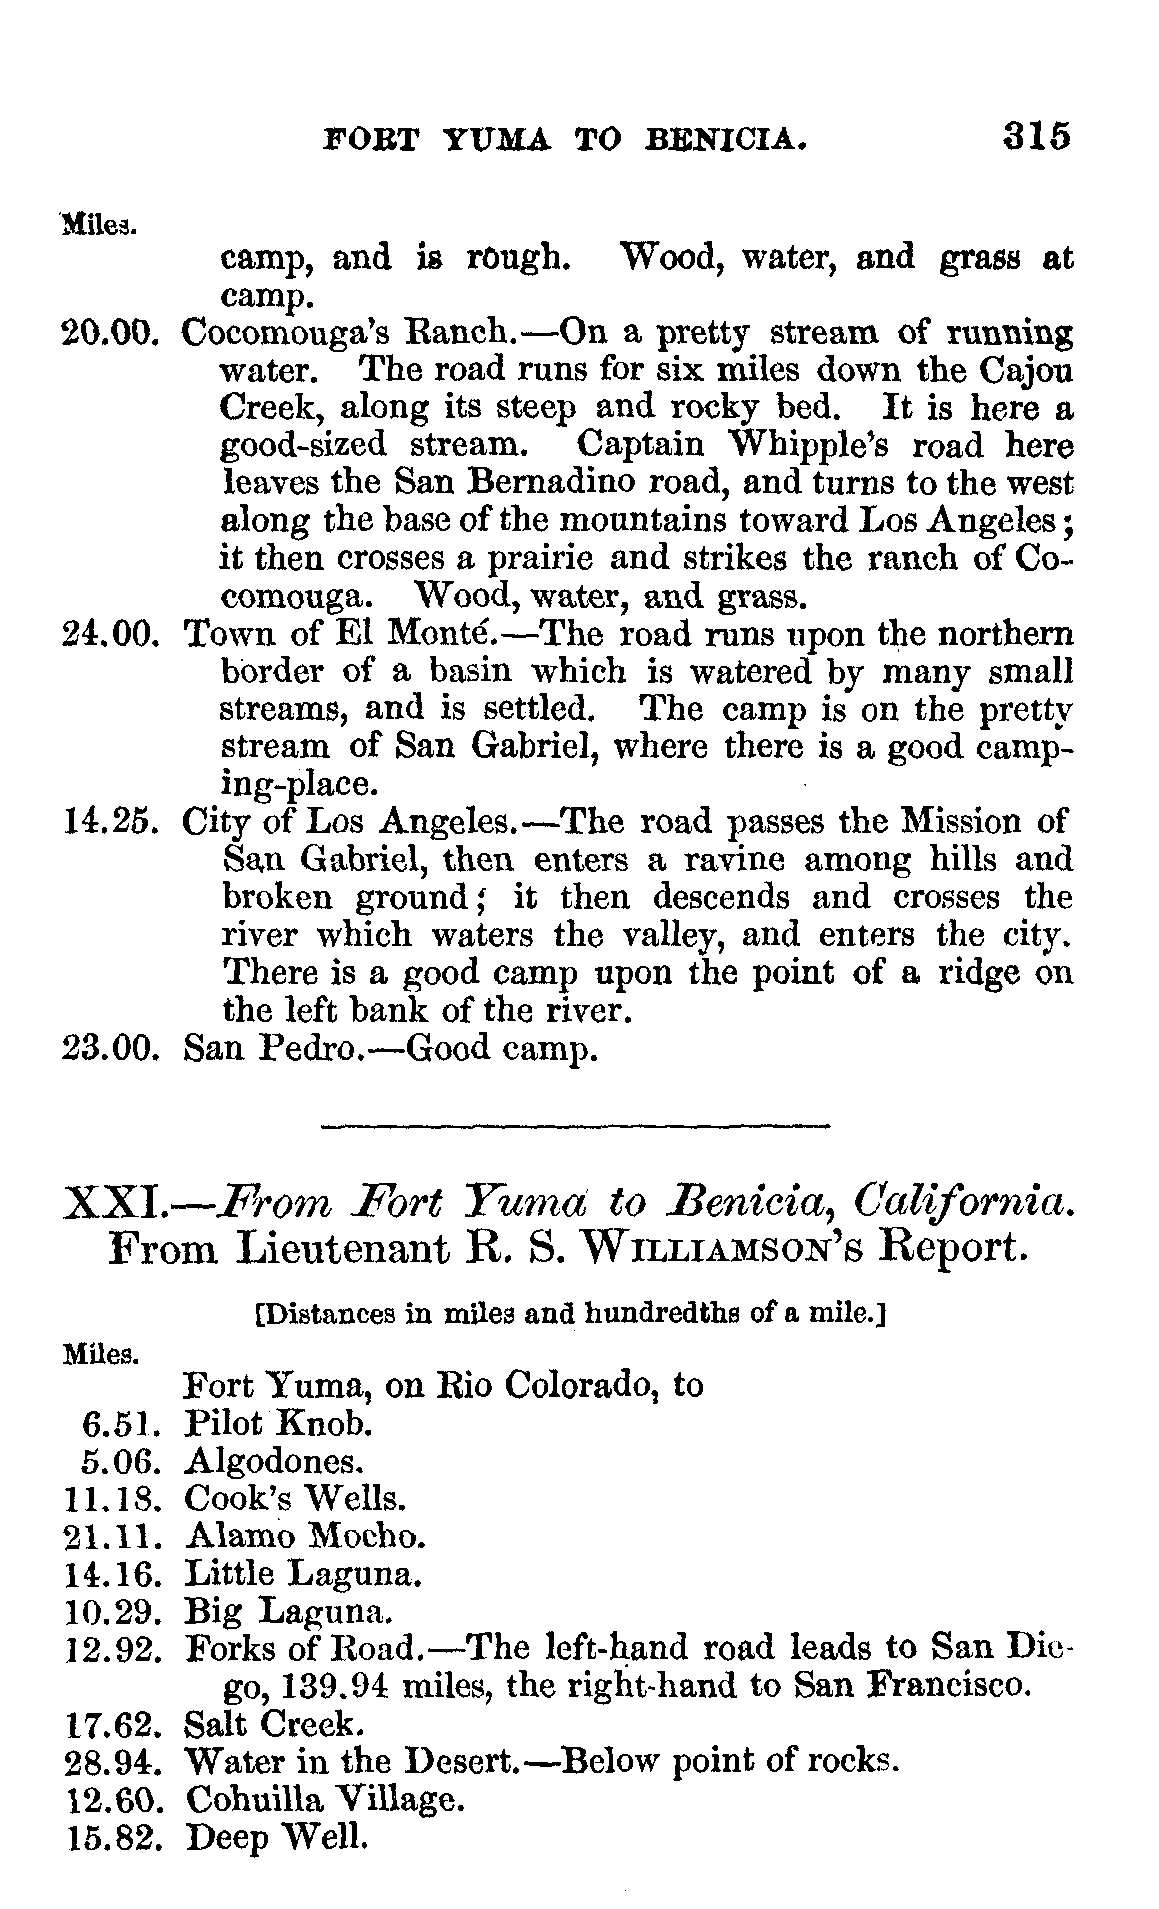 FORT YUMA TO BENICIA. 315
Miles.
camp, and is rough. Wood, water, and grass at
camp.
20.00. Cocomouga's Ranch.—On a pretty stream of running
water. The road runs for six miles down the Cajou
Creek, along its steep and rocky bed. It is here a
good-sized stream. Captain Whipple's road here
leaves the San Bernadino road, and turns to the west
along the base of the mountains toward Los Angeles;
it then crosses a prairie and strikes the ranch of Co-
comouga. Wood, water, and grass.
24.00. Town of El Monté.—The road runs upon the northern
border of a basin which is watered by many small
streams, and is settled. The camp is on the pretty
stream of San Gabriel, where there is a good camp-
ing-place.
14.25. City of Los Angeles.—The road passes the Mission of
San Gabriel, then enters a ravine among hills and
broken ground; it then descends and crosses the
river which waters the valley, and enters the city.
There is a good camp upon the point of a ridge on
the left bank of the river.
23.00. San Pedro.—Good camp.
XXI.—From Fort Yuma to Benicia, California.
From Lieutenant R. S. WILLIAMSON'S Report.
[Distances in miles and hundredths of a mile.]
Miles.
Fort Yuma, on Rio Colorado, to
6.51. Pilot Knob.
5.06. Algodones.
11.18. Cook's Wells.
21.11. Alamo Mocho.
14.16. Little Laguna.
10.29. Big Laguna.
12.92. Forks of Road.—The left-hand road leads to San Die-
go, 139.94 miles, the right-hand to San Francisco.
17.62. Salt Creek.
28.94. Water in the Desert.—Below point of rocks.
12.60. Cohuilla Village.
15.82. Deep Well.